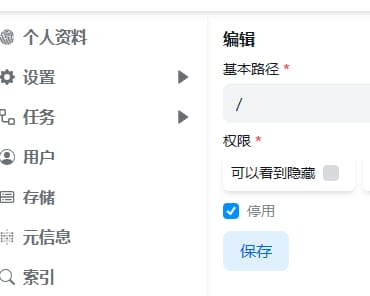 个人资料
设置
任务
用户
存储
元信息
索引
编辑
基本路径 *
/
权限 *
可以看到隐藏
停用
保存